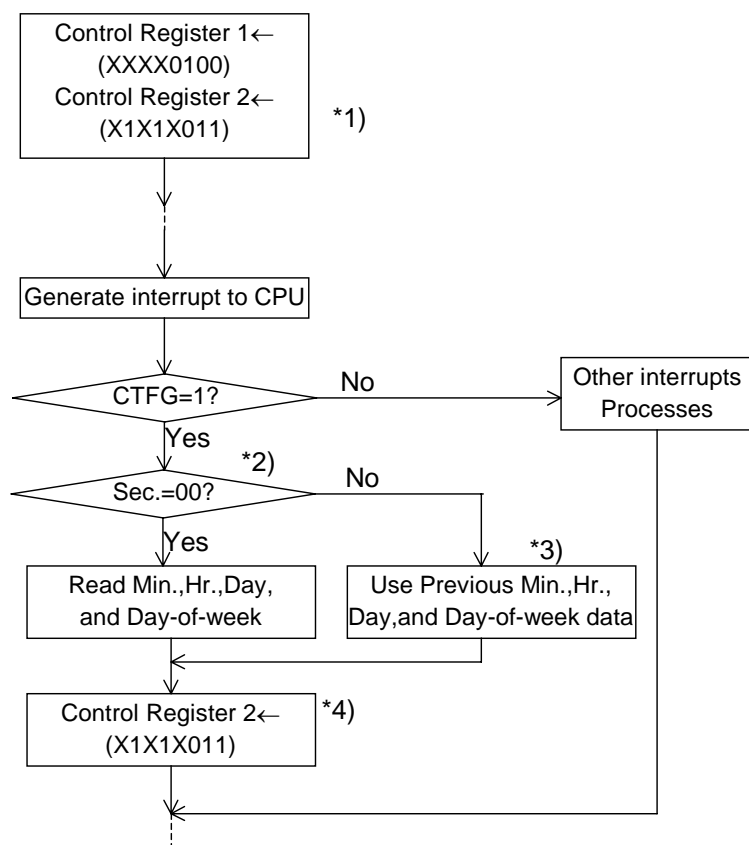 Control Register 1←
(XXXX0100)
Control Register 2←
(X1X1X011)
*1)
Generate interrupt to CPU
CTFG=1?
No
Other interrupts
Processes
Yes
*2)
Sec.=00?
No
Yes
*3)
Read Min.,Hr.,Day,
and Day-of-week
Use Previous Min.,Hr.,
Day,and Day-of-week data
Control Register 2←
(X1X1X011)
*4)